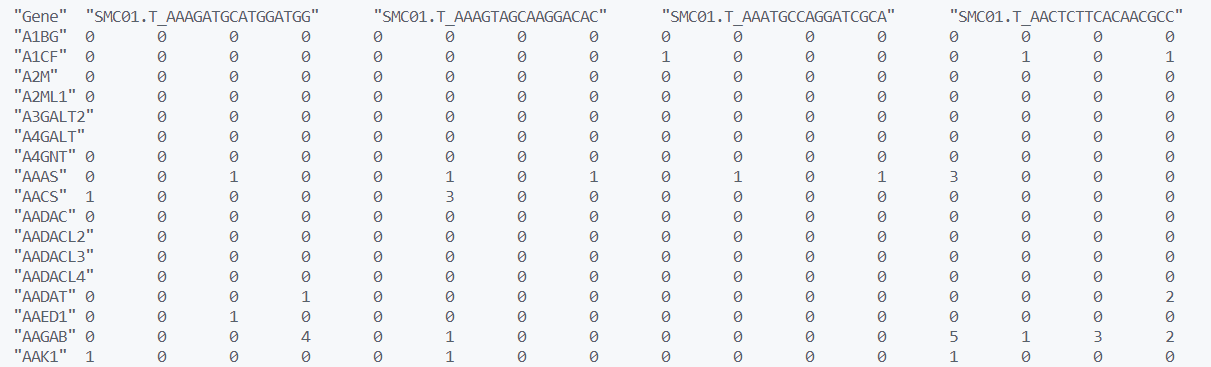 "Gene" "SMC01.T_AAAGATGCATGGATGG" "SMC01.T_AAAGTAGCAAGGACAC" "SMC01.T_AAATGCCAGGATCGCA" "SMC01.T_AACTCTTCACAACGCC"
"A1BG" 0 0 0 0 0 0 0 0 0 0 0 0 0 0 0 0
"A1CF" 0 0 0 0 0 0 0 0 1 0 0 0 0 1 0 1
"A2M" 0 0 0 0 0 0 0 0 0 0 0 0 0 0 0 0
"A2ML1" 0 0 0 0 0 0 0 0 0 0 0 0 0 0 0 0
"A3GALT2" 0 0 0 0 0 0 0 0 0 0 0 0 0 0 0
"A4GALT" 0 0 0 0 0 0 0 0 0 0 0 0 0 0 0
"A4GNT" 0 0 0 0 0 0 0 0 0 0 0 0 0 0 0 0
"AAAS" 0 0 1 0 0 1 0 1 0 1 0 1 3 0 0 0
"AACS" 1 0 0 0 0 3 0 0 0 0 0 0 0 0 0 0
"AADAC" 0 0 0 0 0 0 0 0 0 0 0 0 0 0 0 0
"AADACL2" 0 0 0 0 0 0 0 0 0 0 0 0 0 0 0
"AADACL3" 0 0 0 0 0 0 0 0 0 0 0 0 0 0 0
"AADACL4" 0 0 0 0 0 0 0 0 0 0 0 0 0 0 0
"AADAT" 0 0 0 1 0 0 0 0 0 0 0 0 0 0 0 2
"AAED1" 0 0 1 0 0 0 0 0 0 0 0 0 0 0 0 0
"AAGAB" 0 0 0 4 0 1 0 0 0 0 0 0 5 1 3 2
"AAK1" 1 0 0 0 0 1 0 0 0 0 0 0 1 0 0 0